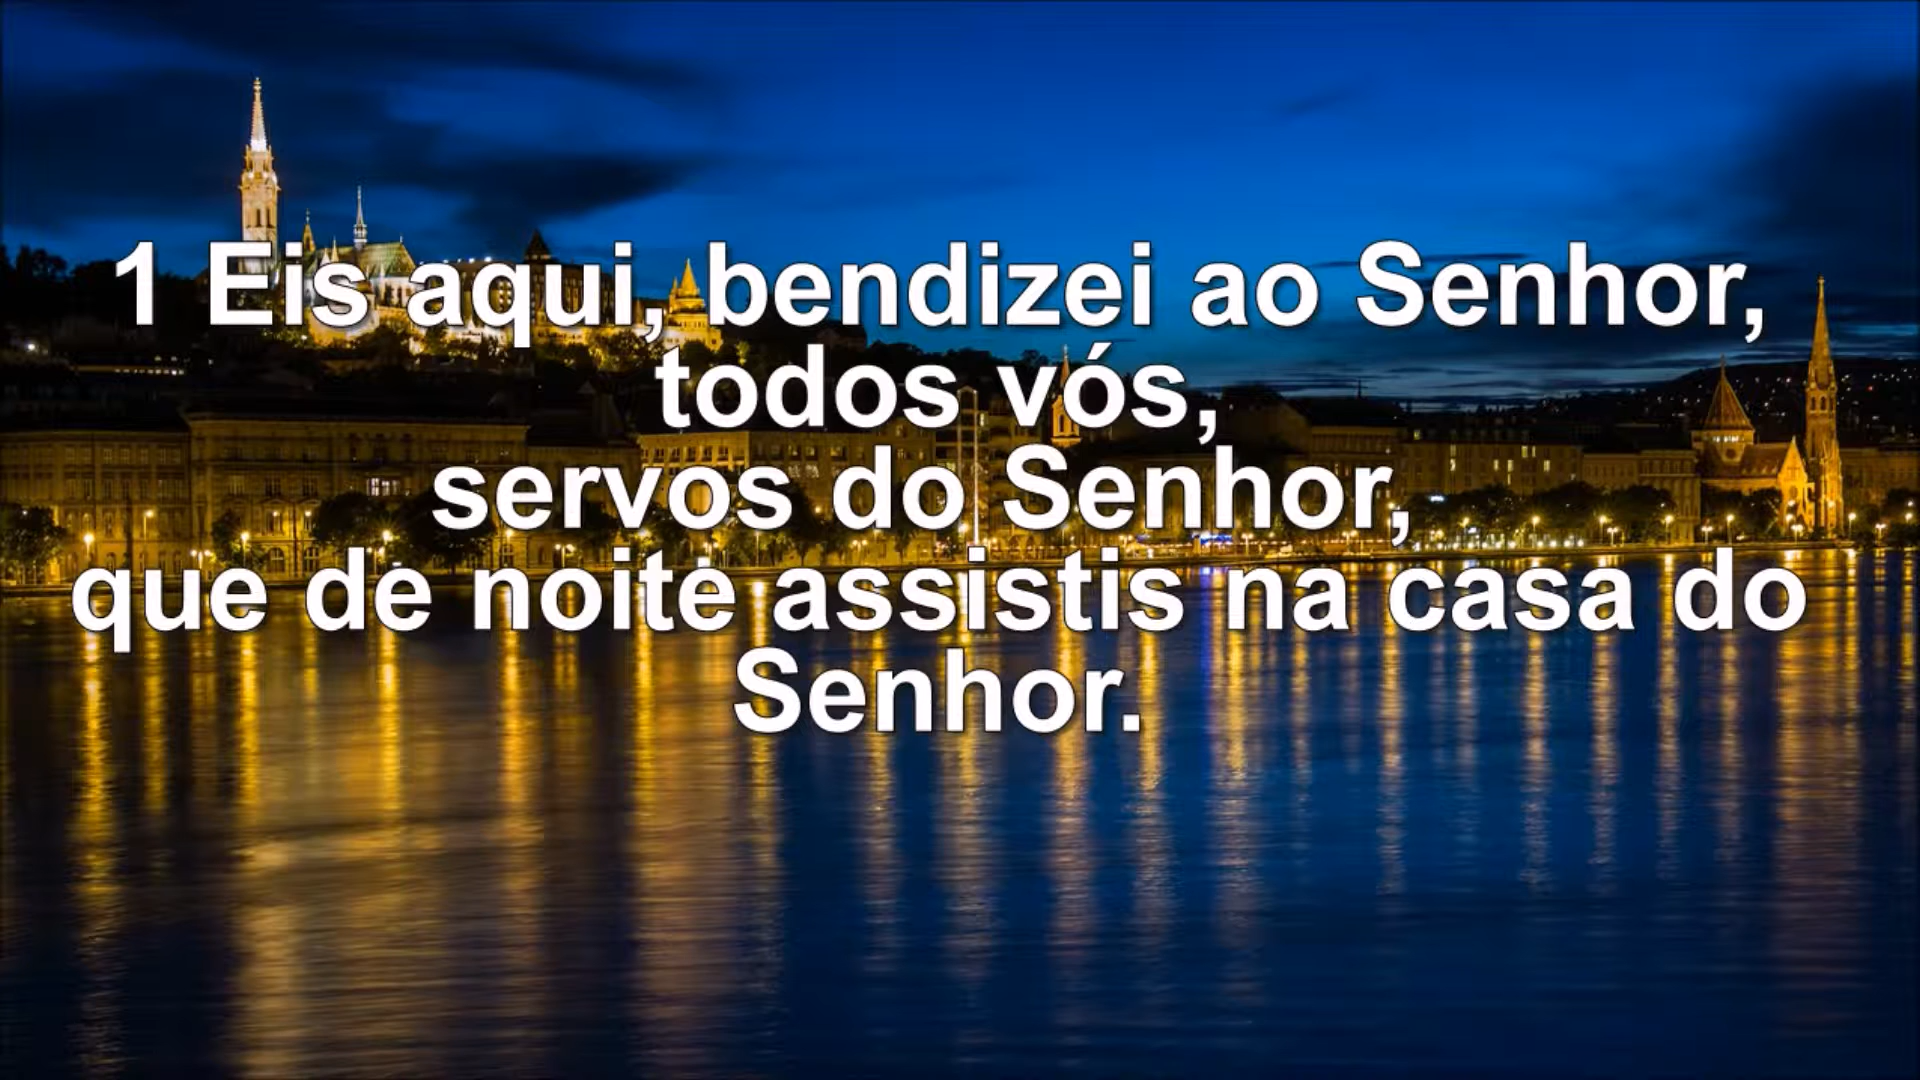 1 Eis aqui, bendizei ao Senhor,
todos vós,
servos do Senhor,
que de noite assistis na casa do
Senhor.